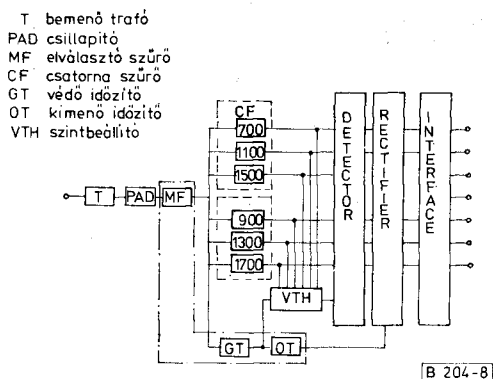 T bemenő trafó
PAD csillapitó
MF elválasztó szűrő
CF csatorna szűrő
GT védő időzítő
OT kimenő időzítő
VTH szintbeállító
CF
700
1100
1500
900
1300
1700
T
PAD
MF
VTH
GT
OT
DETECTOR
RECTIFIER
INTERFACE
B 204-8